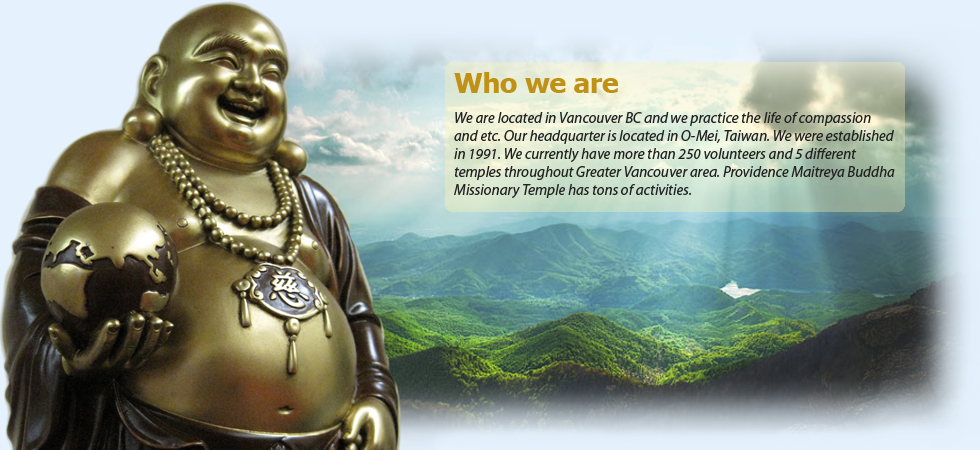 Who we are
We are located in Vancouver BC and we practice the life of compassion
and etc. Our headquarter is located in O-Mei, Taiwan. We were established
in 1991. We currently have more than 250 volunteers and 5 different
temples throughout Greater Vancouver area. Providence Maitreya Buddha
Missionary Temple has tons of activities.
慈